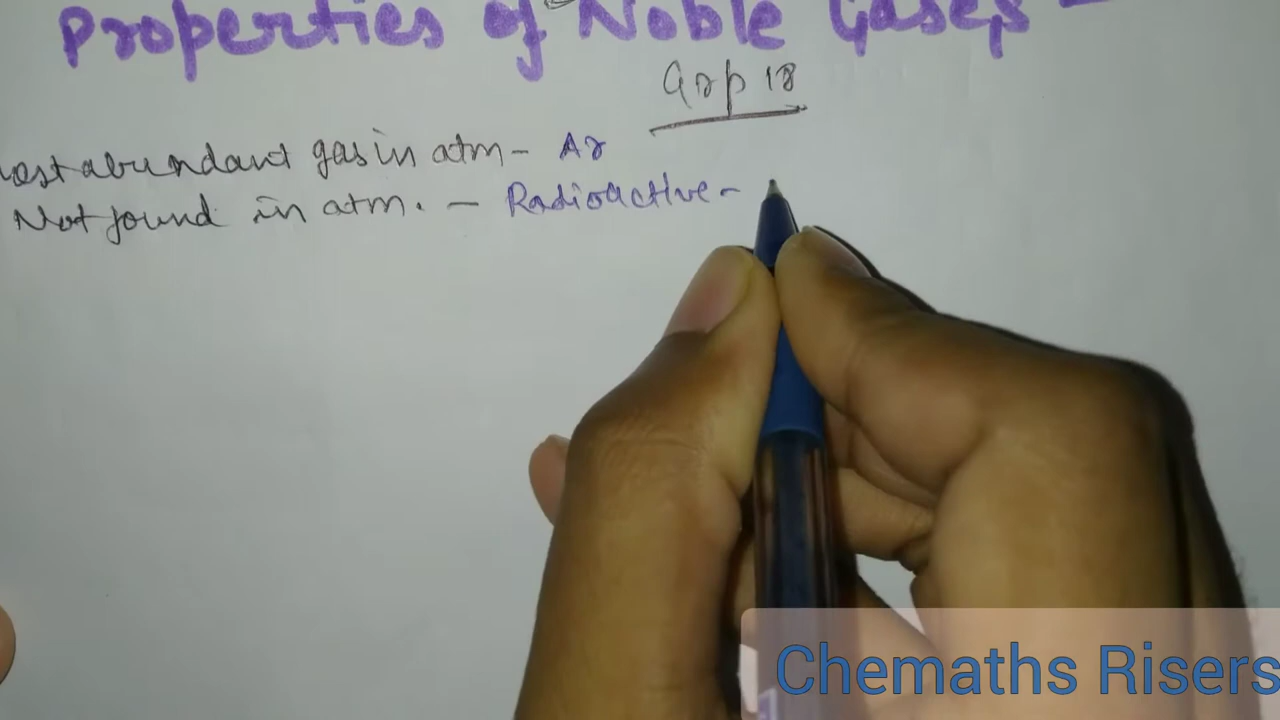 Properties of Noble Gases -
Grp 18
ost abundant gas in atm - Ar
Not found in atm. - Radioactive -
Chemaths Risers